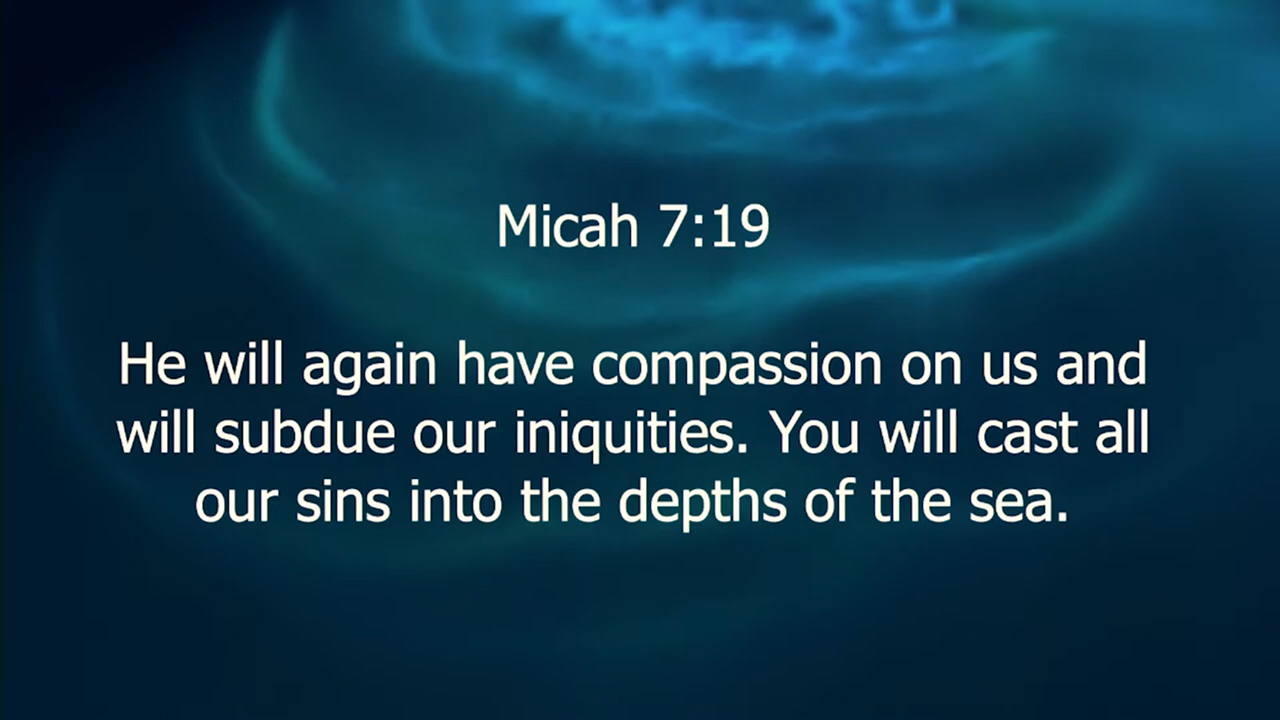 Micah 7:19
He will again have compassion on us and
will subdue our iniquities. You will cast all
our sins into the depths of the sea.